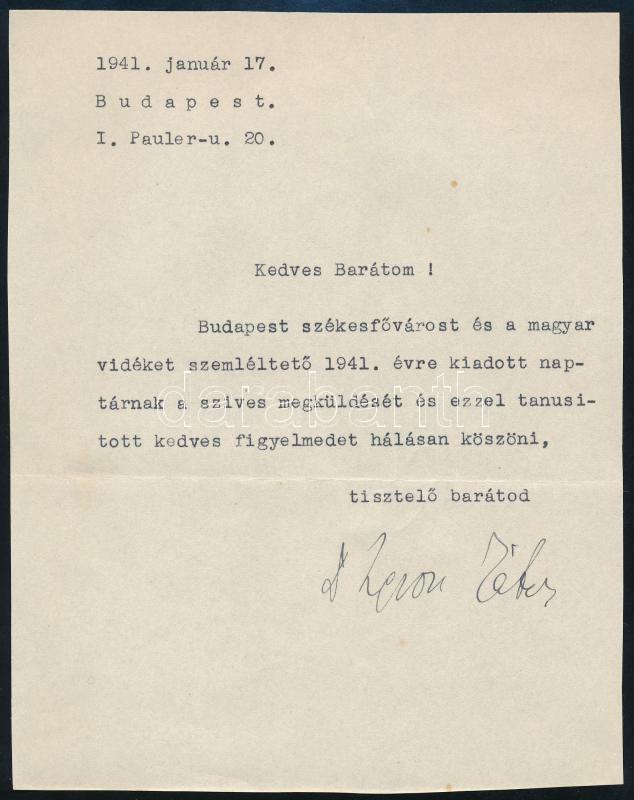 1941. január 17.
B u d a p e s t.
I. Pauler-u. 20.
Kedves Barátom !
Budapest székesfővárost és a magyar
vidéket szemléltető 1941. évre kiadott nap-
tárnak a szives megküldését és ezzel tanusi-
tott kedves figyelmedet hálásan köszöni,
darabanth
tisztelő barátod